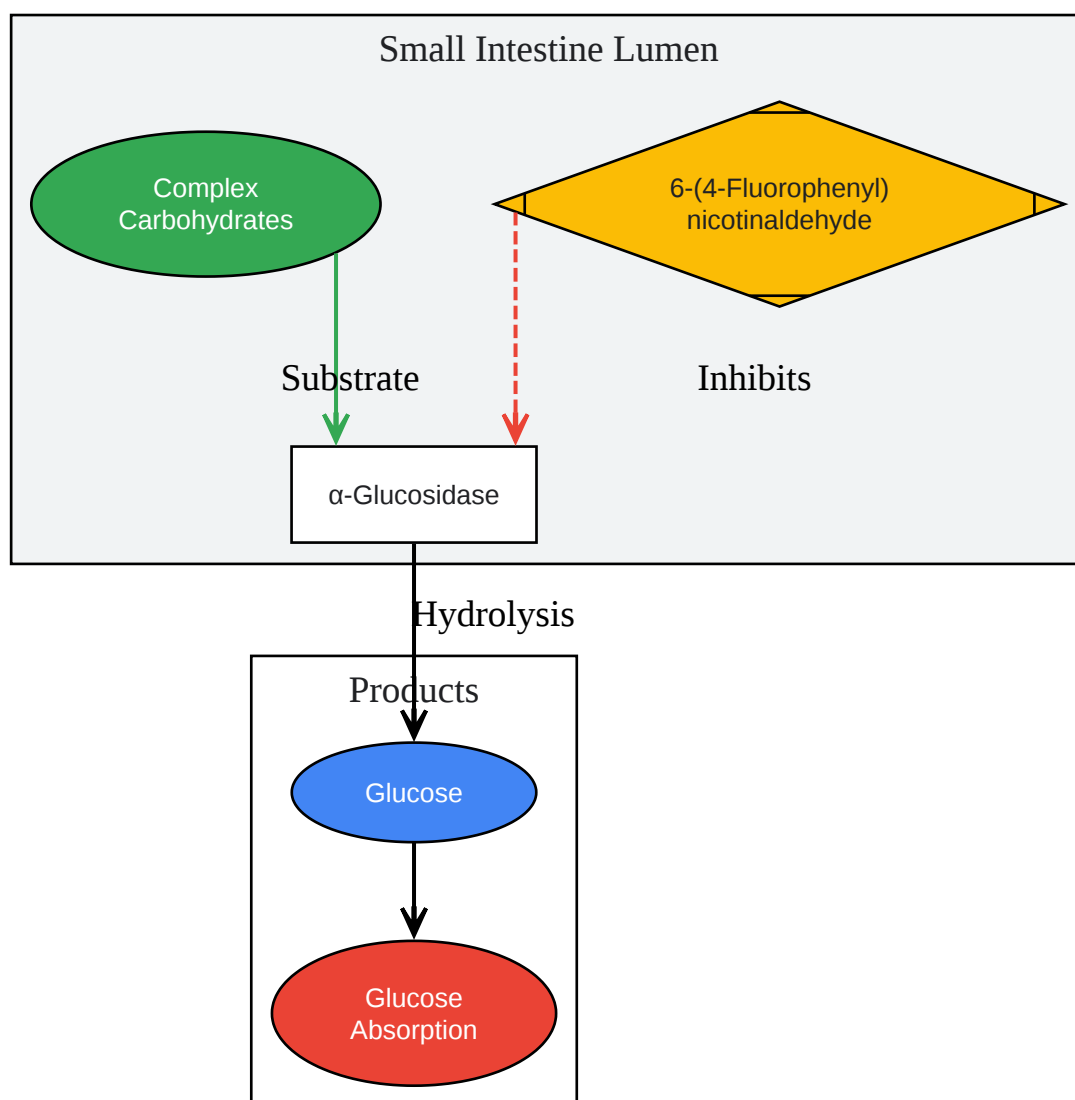 Small Intestine Lumen
Complex
Carbohydrates
6-(4-Fluorophenyl)
nicotinaldehyde
Substrate
Inhibits
α-Glucosidase
Hydrolysis
Products
Glucose
Glucose
Absorption